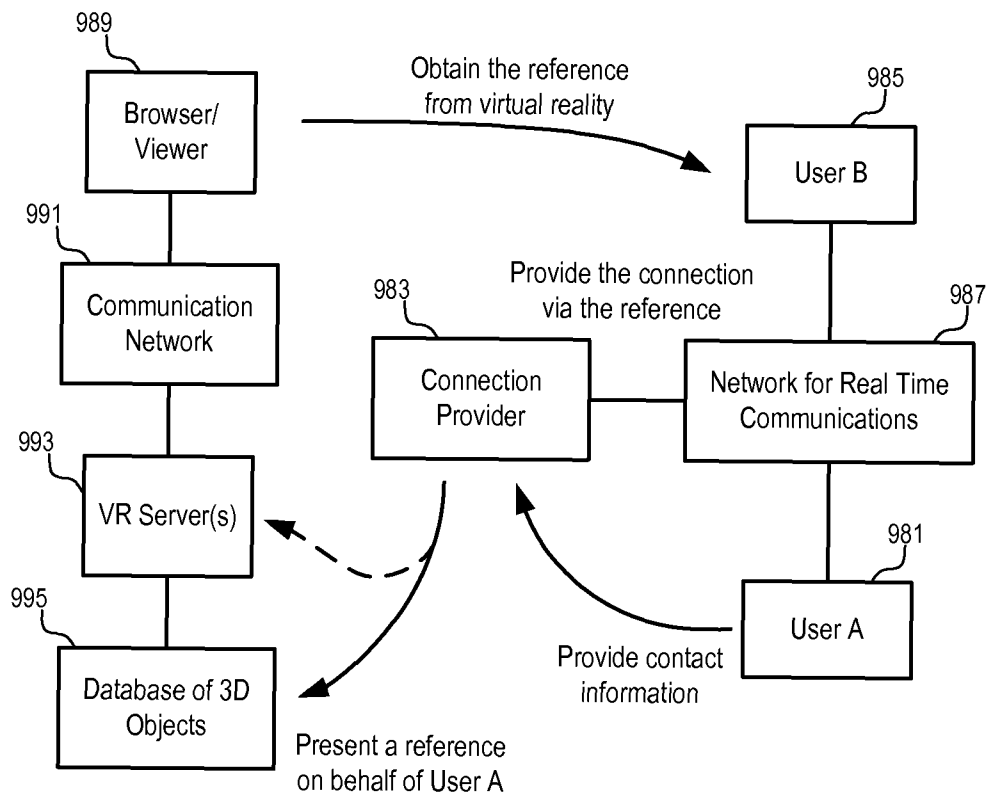 989
Browser/
Viewer
Obtain the reference
from virtual reality
985
User B
991
Communication
Network
983
Connection
Provider
Provide the connection
via the reference
987
Network for Real Time
Communications
993
VR Server(s)
981
User A
995
Database of 3D
Objects
Provide contact
information
Present a reference
on behalf of User A